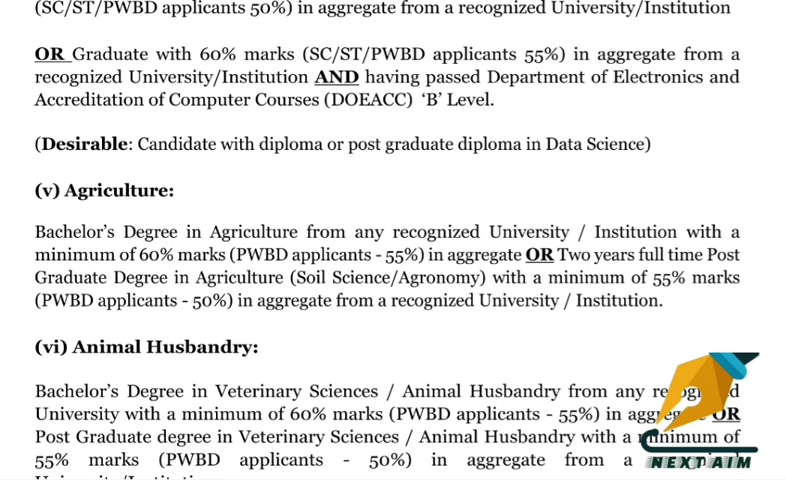 (SC/ST/PWBD applicants 50%) in aggregate from a recognized University/Institution
OR Graduate with 60% marks (SC/ST/PWBD applicants 55%) in aggregate from a
recognized University/Institution AND having passed Department of Electronics and
Accreditation of Computer Courses (DOEACC) ‘B’ Level.
(Desirable: Candidate with diploma or post graduate diploma in Data Science)
(v) Agriculture:
Bachelor’s Degree in Agriculture from any recognized University / Institution with a
minimum of 60% marks (PWBD applicants - 55%) in aggregate OR Two years full time Post
Graduate Degree in Agriculture (Soil Science/Agronomy) with a minimum of 55% marks
(PWBD applicants - 50%) in aggregate from a recognized University / Institution.
(vi) Animal Husbandry:
Bachelor’s Degree in Veterinary Sciences / Animal Husbandry from any
University with a minimum of 60% marks (PWBD applicants - 55%) in OR
Post Graduate degree in Veterinary Sciences / Animal Husbandry with a minimum of
55% marks (PWBD applicants - 50%) in aggregate from a
NEXT AIM